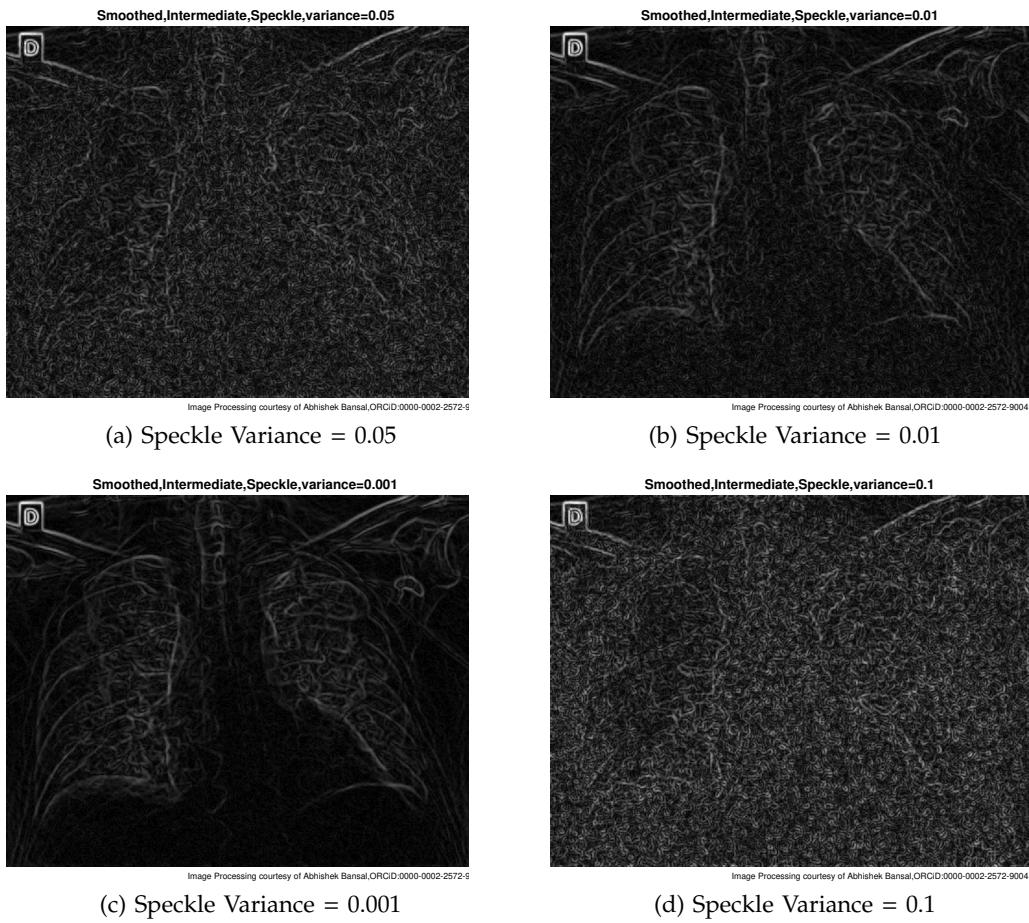 Smoothed,Intermediate,Speckle,variance=0.05
D
Image Processing courtesy of Abhishek Bansal,ORCiD:0000-0002-2572-9
(a) Speckle Variance = 0.05
Smoothed,Intermediate,Speckle,variance=0.01
D
Image Processing courtesy of Abhishek Bansal,ORCiD:0000-0002-2572-9004
(b) Speckle Variance = 0.01
Smoothed,Intermediate,Speckle,variance=0.001
D
Image Processing courtesy of Abhishek Bansal,ORCiD:0000-0002-2572-9
(c) Speckle Variance = 0.001
Smoothed,Intermediate,Speckle,variance=0.1
D
Image Processing courtesy of Abhishek Bansal,ORCiD:0000-0002-2572-9004
(d) Speckle Variance = 0.1